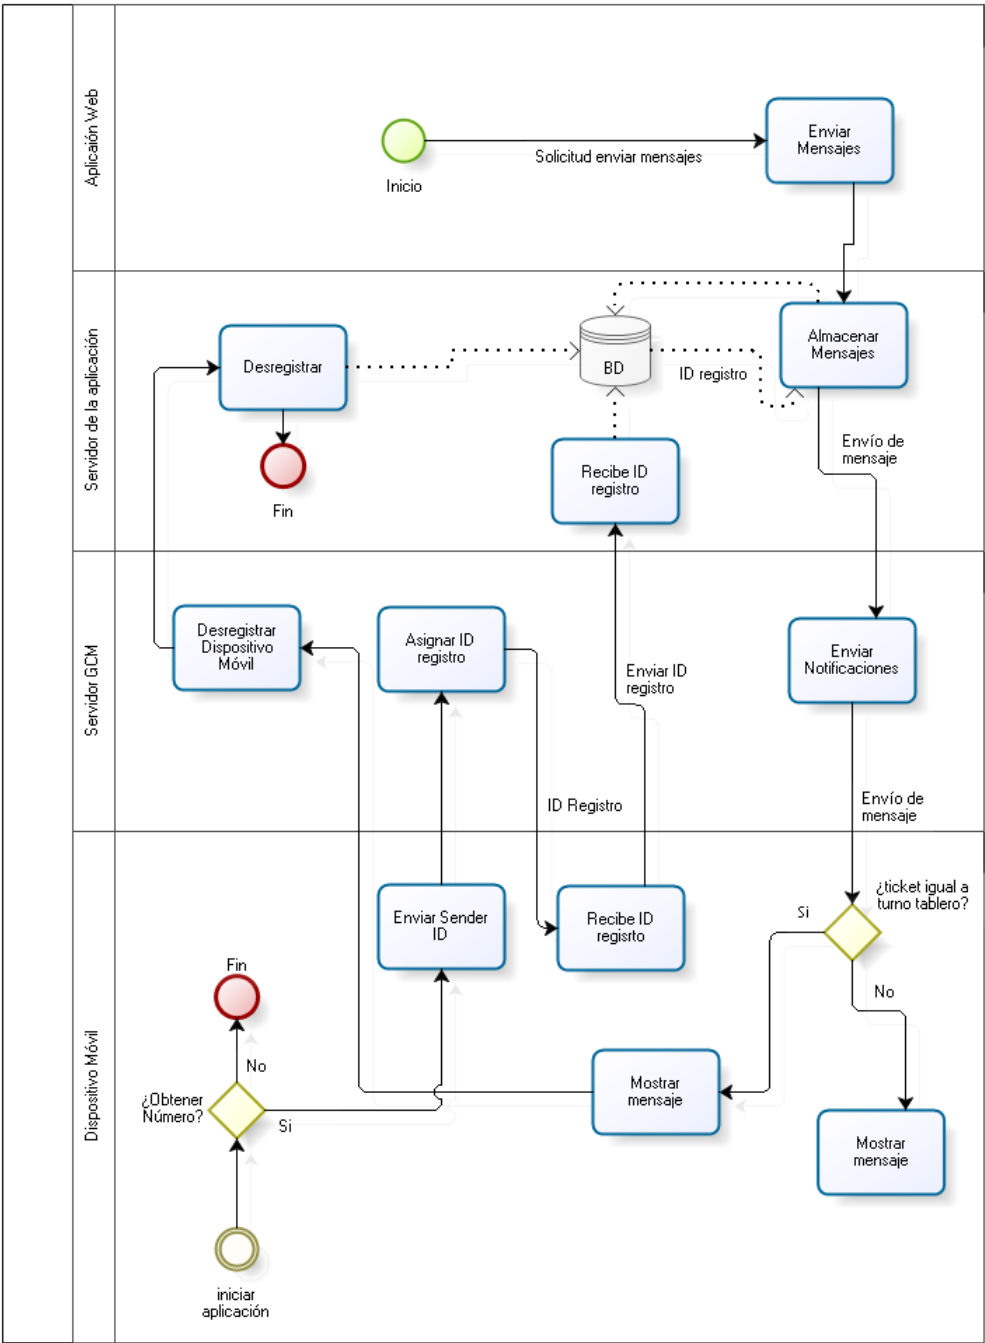 Aplicaión Web
Enviar
Mensajes
Solicitud enviar mensajes
Inicio
Servidor de la aplicación
Desregistrar
BD
ID registro
Almacenar
Mensajes
Envío de
mensaje
Recibe ID
registro
Fin
Servidor GCM
Desregistrar
Dispositivo
Móvil
Asignar ID
registro
Enviar ID
registro
Enviar
Notificaciones
ID Registro
Envío de
mensaje
Dispositivo Móvil
¿ticket igual a
turno tablero?
Si
No
Enviar Sender
ID
Recibe ID
regisrto
Fin
No
¿Obtener
Número?
Si
Mostrar
mensaje
Mostrar
mensaje
iniciar
aplicación